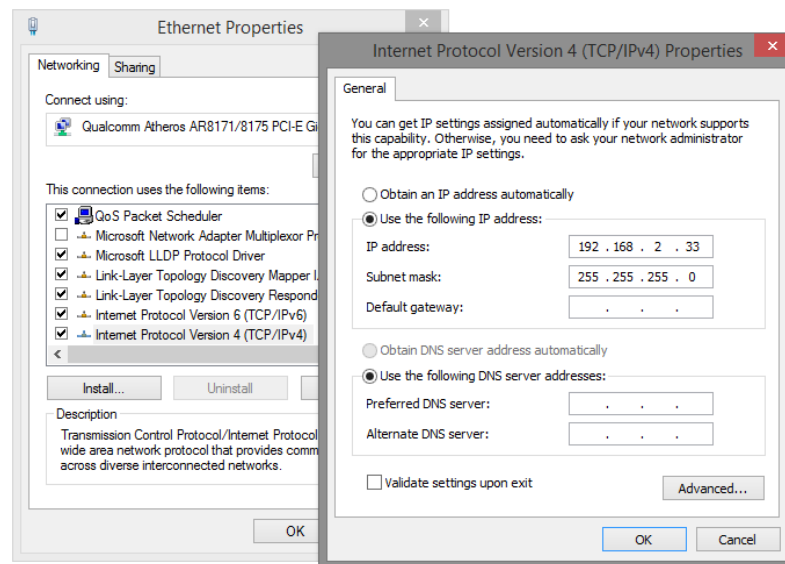 Ethernet Properties
Networking
Sharing
Connect using:
Qualcomm Atheros AR8171/8175 PCI-E
This connection uses the following items:
QoS Packet Scheduler
Microsoft Network Adapter Multiplexor
Microsoft LLDP Protocol Driver
Link-Layer Topology Discovery Mapper
Link-Layer Topology Discovery
Internet Protocol Version 6 (TCP/IPv6)
Internet Protocol Version 4 (TCP/IPv4)
Install...
Uninstall
Description
Transmission Control Protocol/Internet Protocol
wide area network protocol that provides
across diverse interconnected networks.
OK
Internet Protocol Version 4 (TCP/IPv4) Properties
General
You can get IP settings assigned automatically if your network supports
this capability. Otherwise, you need to ask your network administrator
for the appropriate IP settings.
Obtain an IP address automatically
Use the following IP address:
IP address:
192 . 168 . 2 . 33
Subnet mask:
255 . 255 . 255 . 0
Default gateway:
. . .
Obtain DNS server address automatically
Use the following DNS server addresses:
Preferred DNS server:
. . .
Alternate DNS server:
. . .
Validate settings upon exit
Advanced...
OK
Cancel